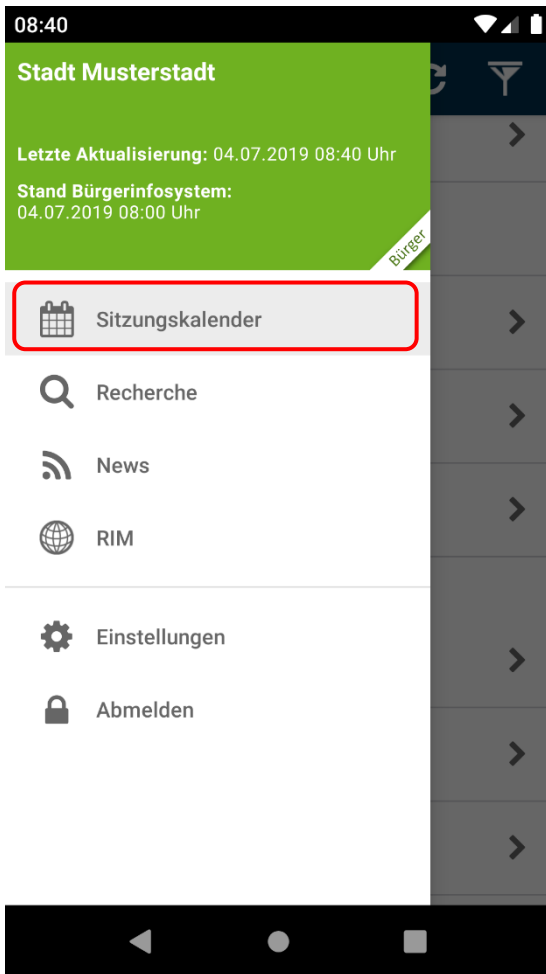 08:40
Stadt Musterstadt
Letzte Aktualisierung: 04.07.2019 08:40 Uhr
Stand Bürgerinfosystem:
04.07.2019 08:00 Uhr
Bürger
Sitzungskalender
Recherche
News
RIM
Einstellungen
Abmelden